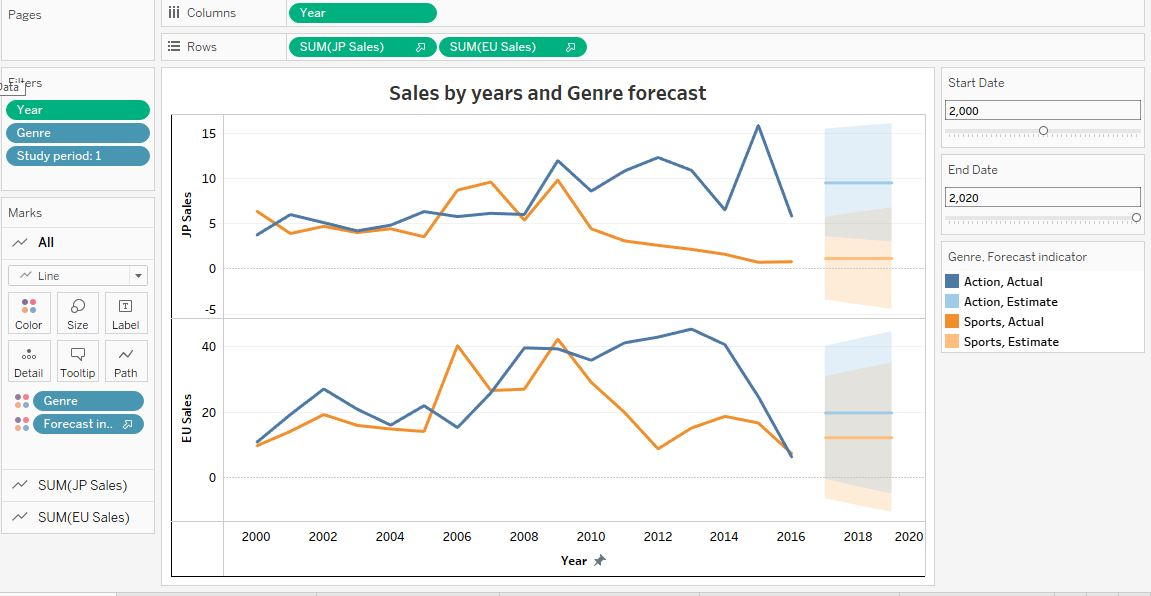 Pages
Columns
Year
Rows
SUM(JP Sales)
SUM(EU Sales)
Filters
Data
Year
Genre
Study period: 1
Marks
All
Line
Color
Size
Label
Detail
Tooltip
Path
Genre
Forecast in..
SUM(JP Sales)
SUM(EU Sales)
Sales by years and Genre forecast
JP Sales
15
10
5
0
-5
EU Sales
40
20
0
2000
2002
2004
2006
2008
2010
2012
2014
2016
2018
2020
Year
Start Date
2,000
End Date
2,020
Genre, Forecast indicator
Action, Actual
Action, Estimate
Sports, Actual
Sports, Estimate